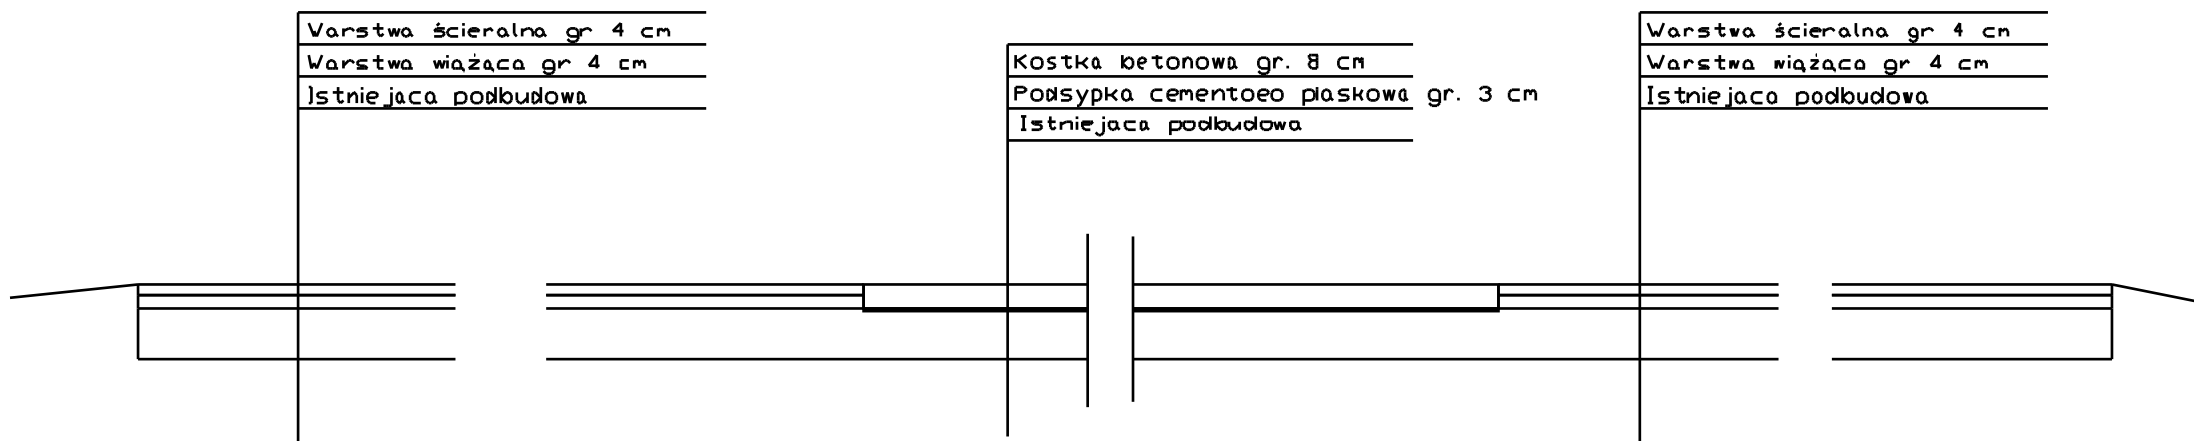 Warstwa ścieralna gr 4 cm
Warstwa wiążąca gr 4 cm
Istniejaca podbudowa
Kostka betonowa gr. 8 cm
Podsypka cementoeo piaskowa gr. 3 cm
Istniejaca podbudowa
Warstwa ścieralna gr 4 cm
Warstwa wiążąca gr 4 cm
Istniejaca podbudowa